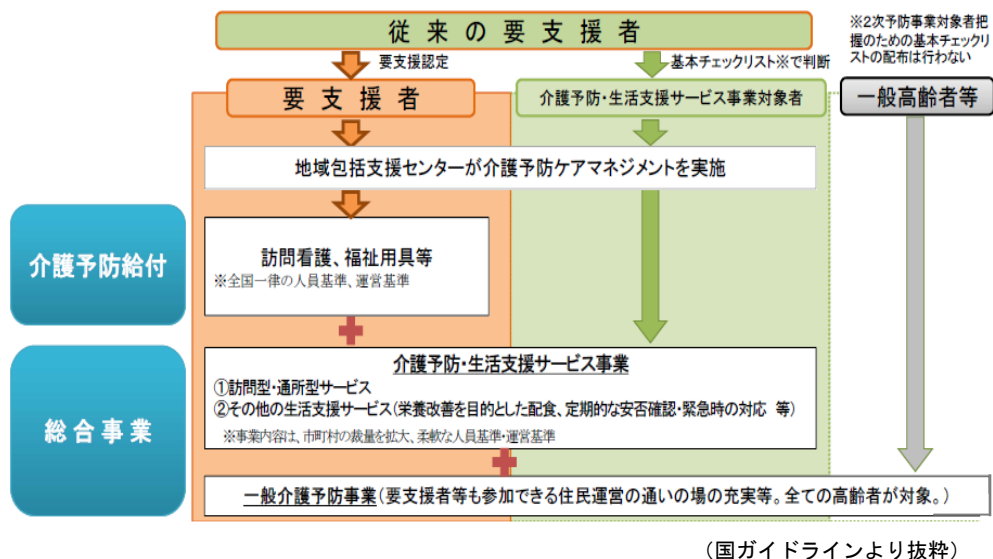 従来の要支援者
※2次予防事業対象者把
握のための基本チェックリ
ストの配布は行わない
要支援認定
基本チェックリスト※で判断
要支援者
介護予防・生活支援サービス事業対象者
一般高齢者等
地域包括支援センターが介護予防ケアマネジメントを実施
介護予防給付
訪問看護、福祉用具等
※全国一律の人員基準、運営基準
総合事業
介護予防・生活支援サービス事業
①訪問型・通所型サービス
②その他の生活支援サービス(栄養改善を目的とした配食、定期的な安否確認・緊急時の対応 等)
※事業内容は、市町村の裁量を拡大、柔軟な人員基準・運営基準
一般介護予防事業(要支援者等も参加できる住民運営の通いの場の充実等。全ての高齢者が対象。)
(国ガイドラインより抜粋)